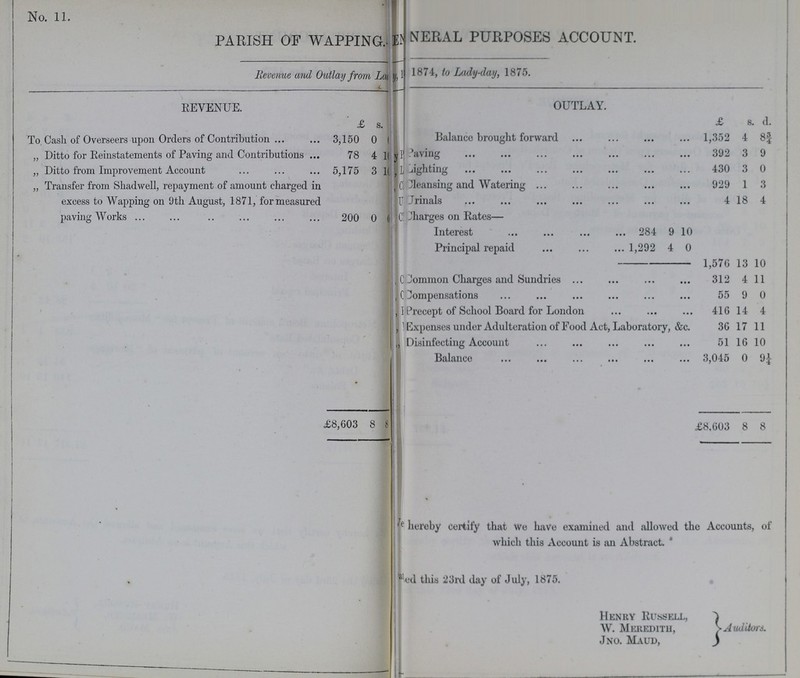 No. 11.
PARISH OF WAPPING. NERAL PURPOSES ACCOUNT.
Revenue and Outlay from 1874, to Lady-day, 1875.
REVENUE.
£ s.
To Cash of Overseers upon Orders of Contribution ... ... 3,150 0
„ Ditto for Reinstatements of Paving and Contributions ... 78 4
„ Ditto from Improvement Account ... ... ... 5,175 3
„ Transfer from Shadwell, repayment of amount charged in
excess to Wapping on 9th August, 1871, for measured
paving Works ... ... .. ... ... ... ... 200 0
£8,603 8
OUTLAY.
£ s. d.
Balance brought forward ... ... ... ... 1,352 4 8¾
Paving ... ... ... ... ... ... ... 392 3 9
Lighting ... ... ... ... ... ... ... 430 3 0
Cleansing and Watering ... ... ... ... ... 929 1 3
Urinals ... ... ... ... ... ... ... 4 18 4
Charges on Rates—
Interest ... ... ... ... 284 9 10
Principal repaid ... ... ... 1,292 4 0
1,576 13 10
Common Charges and Sundries ... ... ... ... 312 4 11
Compensations ... ... ... ... ... ... 55 9 0
Precept of School Board for London ... ... ... 416 14 4
Expenses under Adulteration of Food Act, Laboratory, &c. 36 17 11
Disinfecting Account ... ... ... ... ... 51 16 10
Balance ... ... ... ... ... ... 3,045 0 9¼
£8,603 8 8
hereby certify that we have examined and allowed the Accounts, of
which this Account is an Abstract.
ed this 23rd day of July, 1875.
HENRY RUSSELL,
W. MEREDITH,
JNO. MAUD,
Auditors.